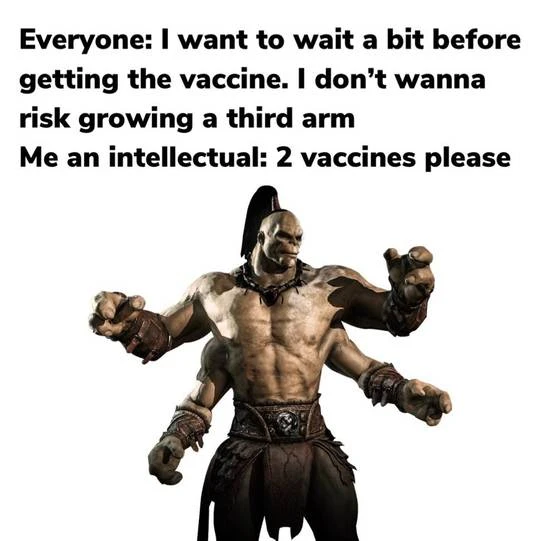 Everyone: I want to wait a bit before
getting the vaccine. I don’t wanna
risk growing a third arm
Me an intellectual: 2 vaccines please